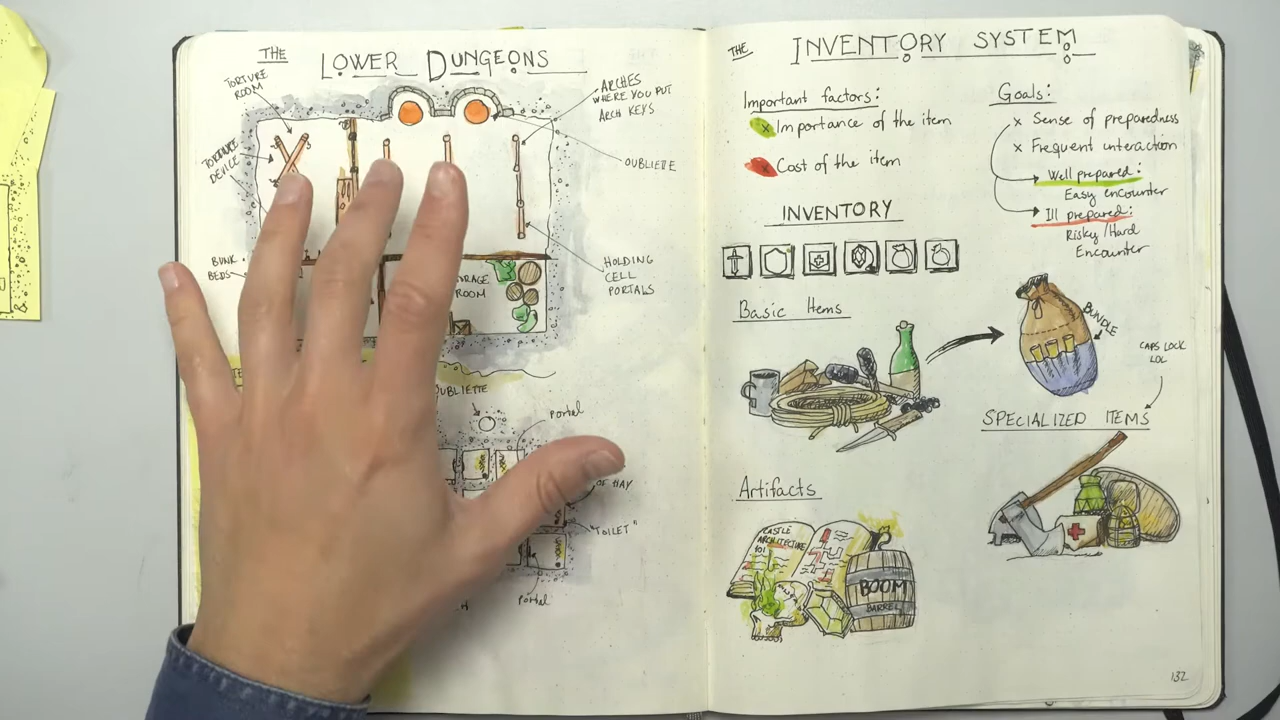 THE LOWER DUNGEONS
TORTURE
ROOM
TORTURE
DEVICE
ARCHES
WHERE YOU PUT
ARCH KEYS
OUBLIETTE
BUNK
BEDS
ROOM
HOLDING
CELL
PORTALS
OUBLIETTE
Portal
OF HAY
"TOILET"
Portal
THE INVENTORY SYSTEM
Important factors:
x Importance of the item
x Cost of the item
Goals:
x Sense of preparedness
x Frequent interaction
Well prepared:
Easy encounter
Ill prepared:
Risky/Hard
Encounter
INVENTORY
Basic Items
BUNDLE
CAPS LOCK
LOL
SPECIALIZED ITEMS
Artifacts
CASTLE
ARCHITECTURE
101
BOOM
BARREL
132